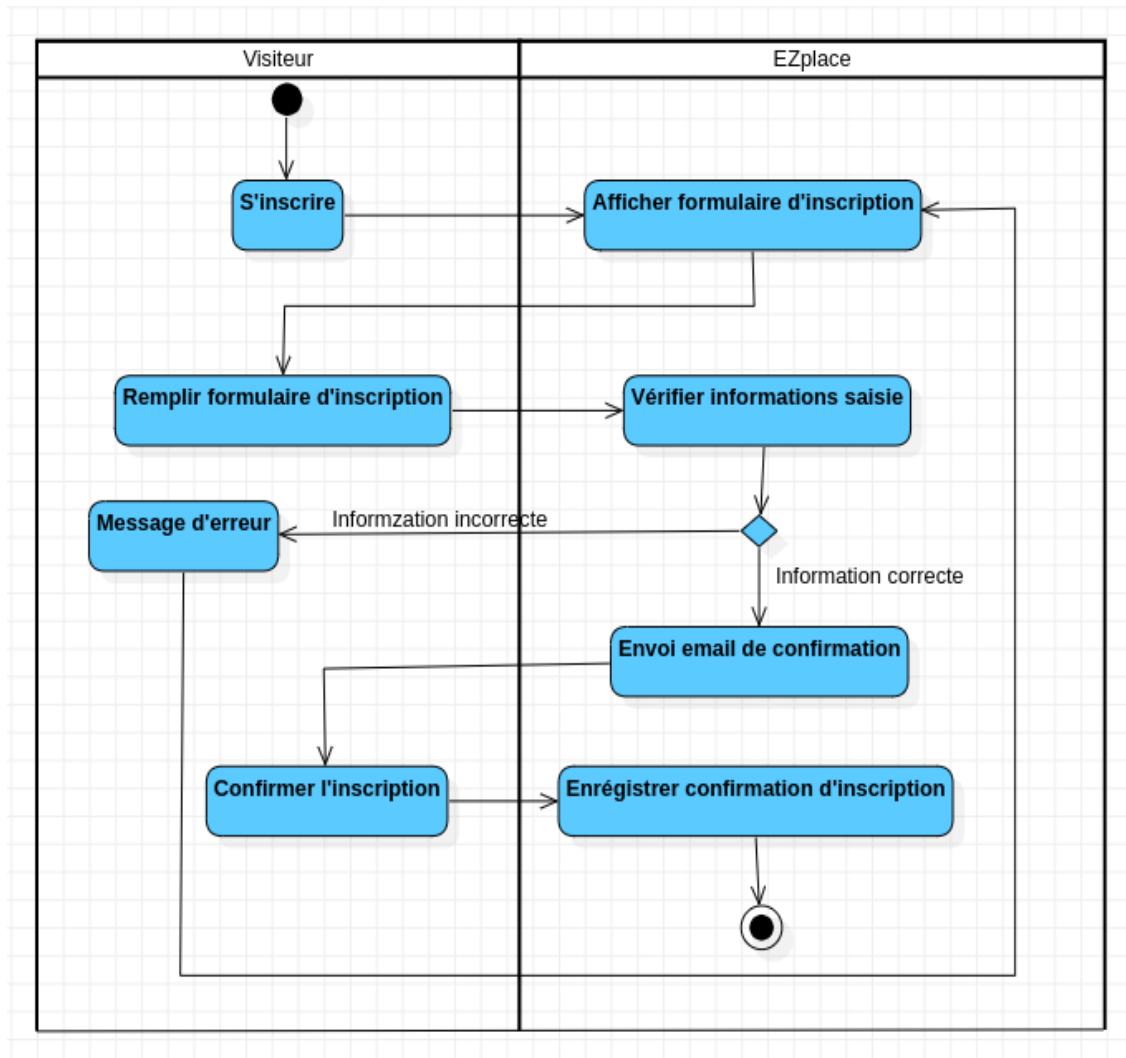 Visiteur
EZplace
S'inscrire
Afficher formulaire d'inscription
Remplir formulaire d'inscription
Vérifier informations saisie
Message d'erreur
Informzation incorrecte
Information correcte
Envoi email de confirmation
Confirmer l'inscription
Enrégistrer confirmation d'inscription